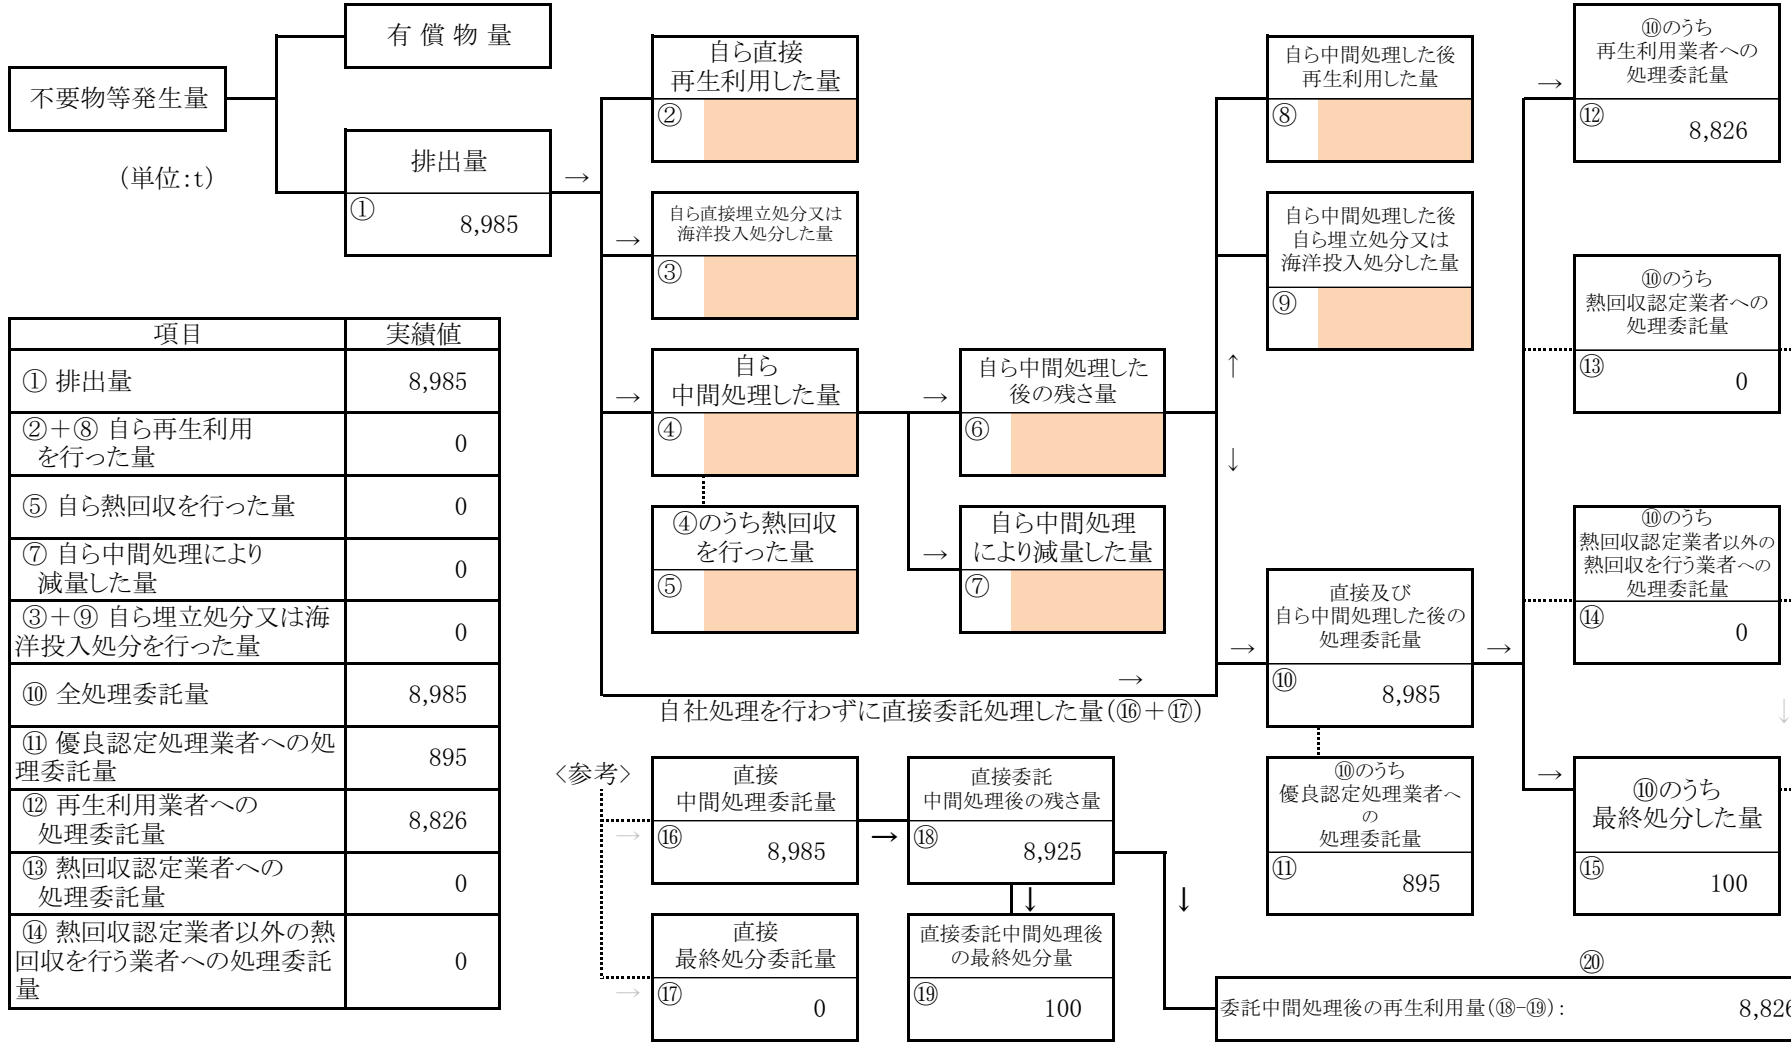 有 償 物 量
不要物等発生量
(単位:t)
排出量
①
8,985
→
自ら直接
再生利用した量
②
→
自ら直接埋立処分又は
海洋投入処分した量
③
→
自ら
中間処理した量
④
④のうち熱回収
を行った量
⑤
→
自ら中間処理した
後の残さ量
⑥
→
自ら中間処理
により減量した量
⑦
自ら中間処理した後
再生利用した量
⑧
自ら中間処理した後
自ら埋立処分又は
海洋投入処分した量
⑨
↑
↓
→
直接及び
自ら中間処理した後の
処理委託量
⑩
8,985
→
⑩のうち
優良認定処理業者へ
の
処理委託量
⑪
895
→
⑩のうち
再生利用業者への
処理委託量
⑫
8,826
⑩のうち
熱回収認定業者への
処理委託量
⑬
0
⑩のうち
熱回収認定業者以外の
熱回収を行う業者への
処理委託量
⑭
0
↓
→
⑩のうち
最終処分した量
⑮
100
→
自社処理を行わずに直接委託処理した量(⑯+⑰)
項目 実績値
① 排出量 8,985
②+⑧ 自ら再生利用
を行った量 0
⑤ 自ら熱回収を行った量 0
⑦ 自ら中間処理により
減量した量 0
③+⑨ 自ら埋立処分又は海
洋投入処分を行った量 0
⑩ 全処理委託量 8,985
⑪ 優良認定処理業者への処
理委託量 895
⑫ 再生利用業者への
処理委託量 8,826
⑬ 熱回収認定業者への
処理委託量 0
⑭ 熱回収認定業者以外の熱
回収を行う業者への処理委託
量 0
<参考>
→
直接
中間処理委託量
⑯
8,985
→
直接委託
中間処理後の残さ量
⑱
8,925
↓
↓
→
直接
最終処分委託量
⑰
0
直接委託中間処理後
の最終処分量
⑲
100
⑳
委託中間処理後の再生利用量(⑱-⑲): 8,826